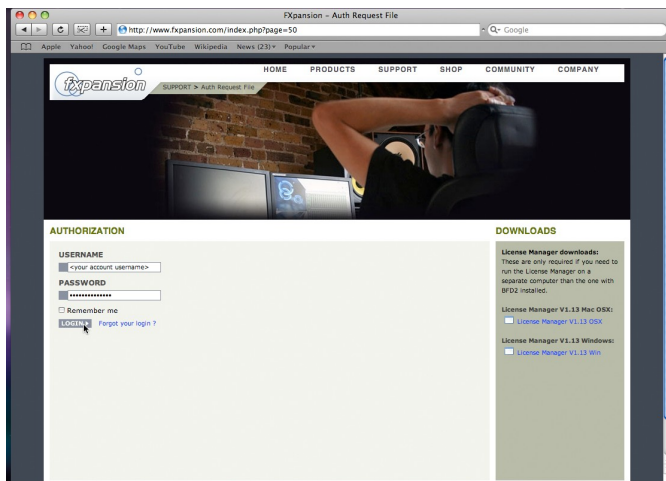 FXpansion – Auth Request File
http://www.fxpansion.com/index.php?page=50
Google
Apple Yahoo! Google Maps YouTube Wikipedia News (23) Popular
fxpansion
SUPPORT > Auth Request File
HOME PRODUCTS SUPPORT SHOP COMMUNITY COMPANY
AUTHORIZATION
USERNAME
<your account username>
PASSWORD
••••••••••••••
Remember me
LOGIN
Forgot your login ?
DOWNLOADS
License Manager downloads:
These are only required if you need to
run the License Manager on a
separate computer than the one with
BFD2 installed.
License Manager V1.13 Mac OSX:
License Manager V1.13 OSX
License Manager V1.13 Windows:
License Manager V1.13 Win